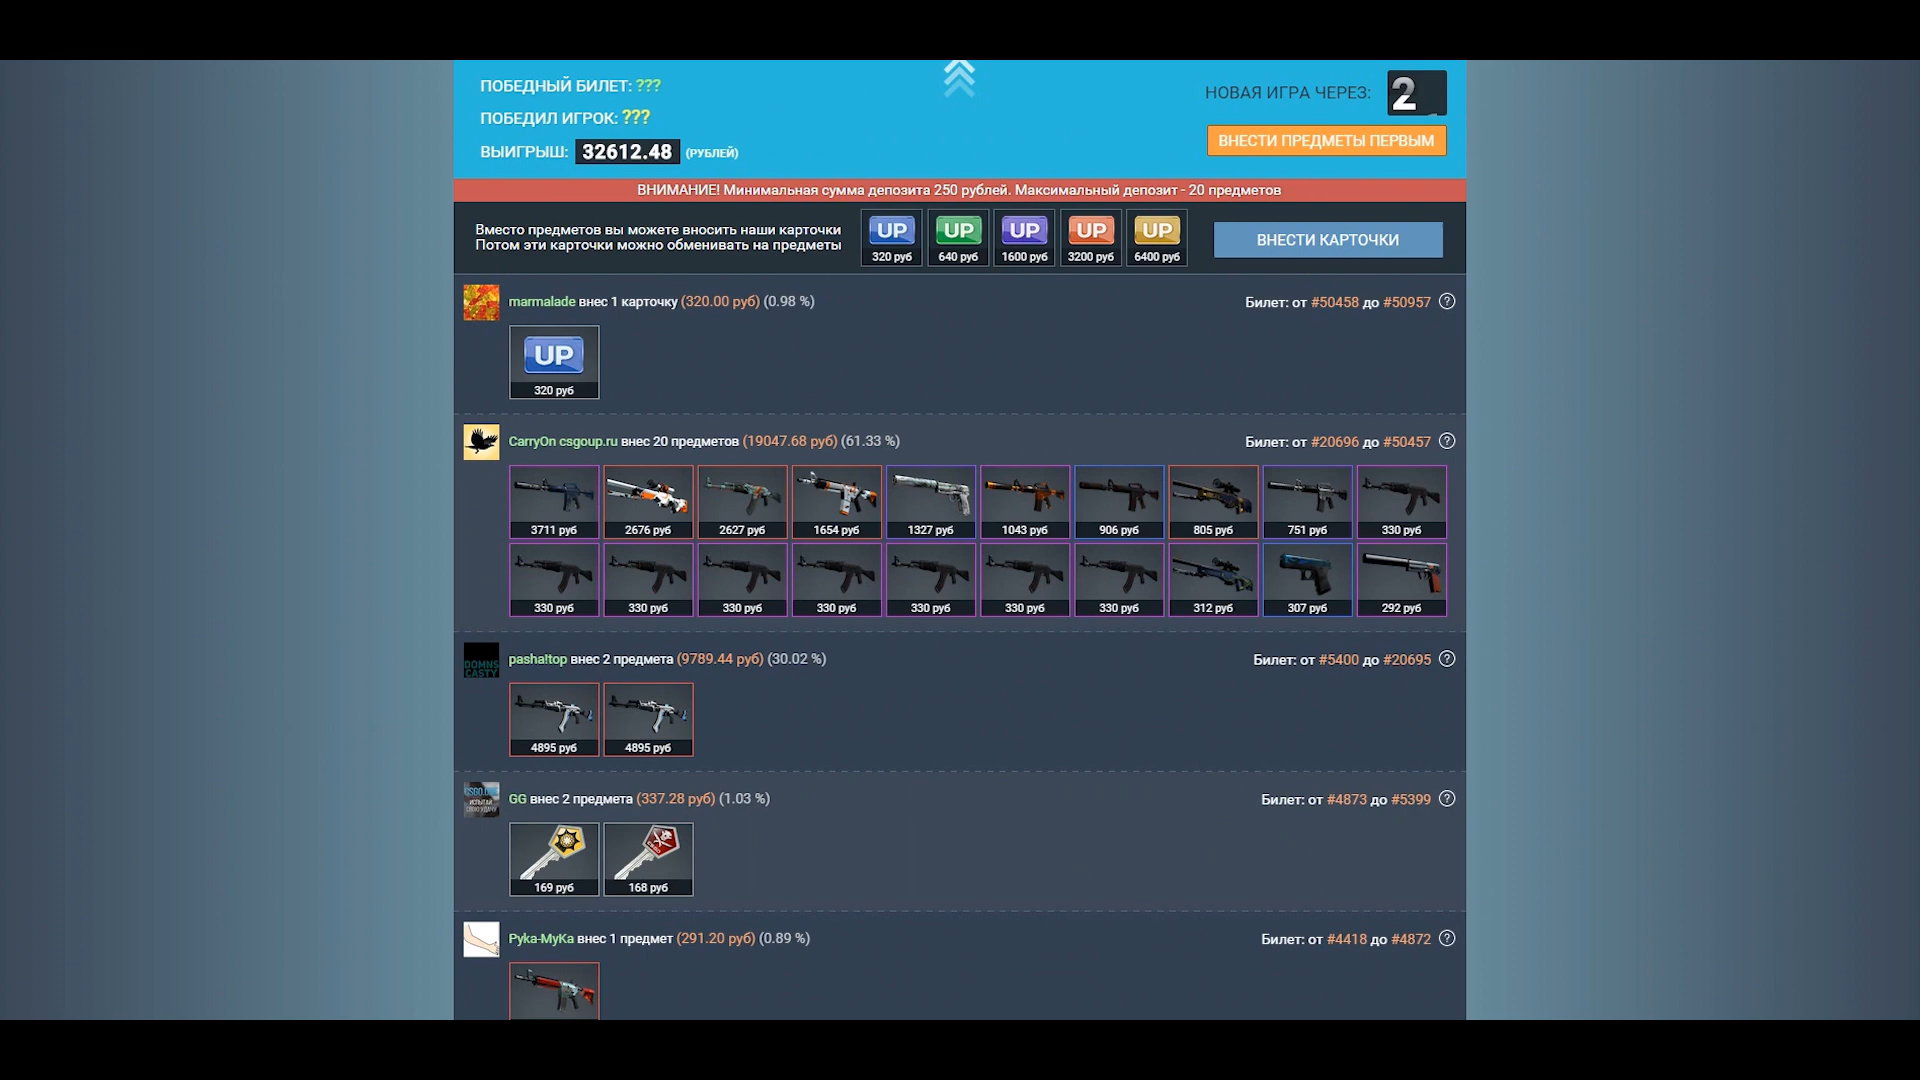 ПОБЕДНЫЙ БИЛЕТ: ???
ПОБЕДИЛ ИГРОК: ???
ВЫИГРЫШ: 32612.48 (РУБЛЕЙ)
НОВАЯ ИГРА ЧЕРЕЗ: 2
ВНЕСТИ ПРЕДМЕТЫ ПЕРВЫМ
ВНИМАНИЕ! Минимальная сумма депозита 250 рублей. Максимальный депозит - 20 предметов
Вместо предметов вы можете вносить наши карточки
Потом эти карточки можно обменивать на предметы
UP UP UP UP UP
320 руб 640 руб 1600 руб 3200 руб 6400 руб
ВНЕСТИ КАРТОЧКИ
marmalade внес 1 карточку (320.00 руб) (0.98 %)
Билет: от #50458 до #50957 ?
UP
320 руб
CarryOn csgoup.ru внес 20 предметов (19047.68 руб) (61.33 %)
Билет: от #20696 до #50457 ?
3711 руб 2676 руб 2627 руб 1654 руб 1327 руб 1043 руб 906 руб 805 руб 751 руб 330 руб
330 руб 330 руб 330 руб 330 руб 330 руб 330 руб 330 руб 312 руб 307 руб 292 руб
DOMNS
CASTY
pasha!top внес 2 предмета (9789.44 руб) (30.02 %)
Билет: от #5400 до #20695 ?
4895 руб 4895 руб
GG внес 2 предмета (337.28 руб) (1.03 %)
Билет: от #4873 до #5399 ?
169 руб 168 руб
Рука-МуКа внес 1 предмет (291.20 руб) (0.89 %)
Билет: от #4418 до #4872 ?